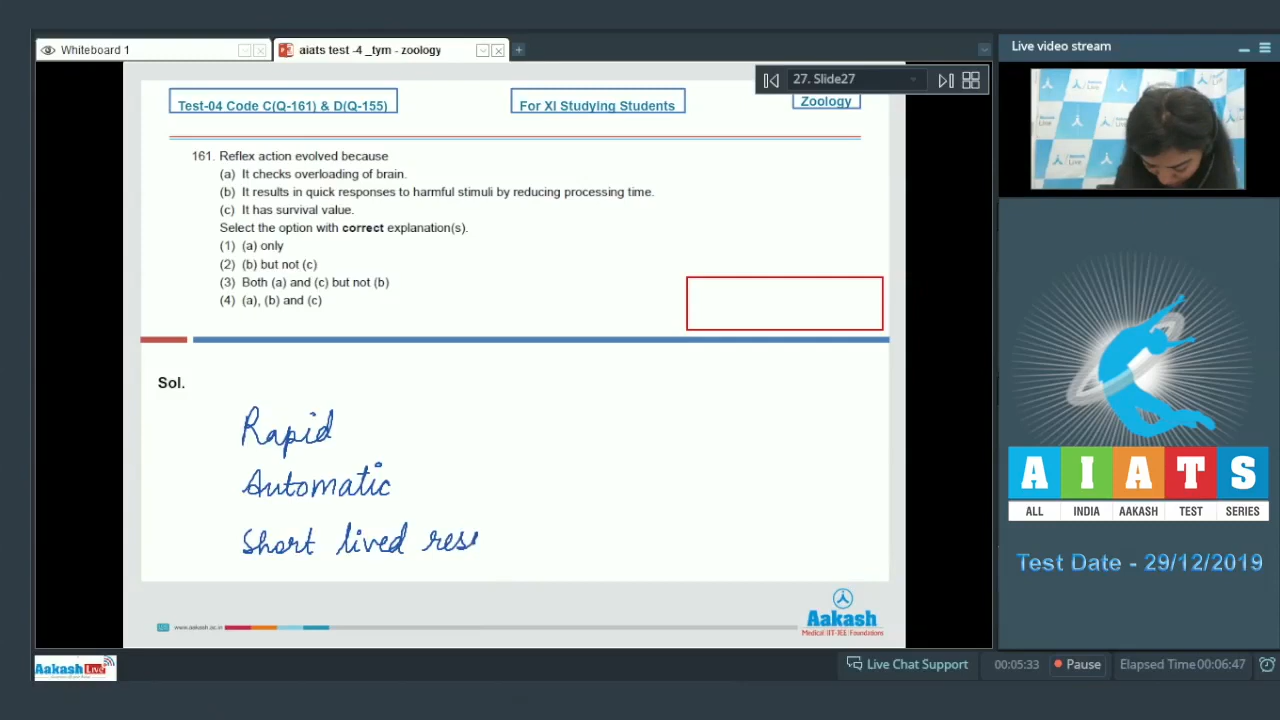 Whiteboard 1
aiats test -4 _tym - zoology
Live video stream
27. Slide27
Test-04 Code C(Q-161) & D(Q-155)
For XI Studying Students
Zoology
161. Reflex action evolved because
(a) It checks overloading of brain.
(b) It results in quick responses to harmful stimuli by reducing processing time.
(c) It has survival value.
Select the option with correct explanation(s).
(1) (a) only
(2) (b) but not (c)
(3) Both (a) and (c) but not (b)
(4) (a), (b) and (c)
Sol.
Rapid
Automatic
Short lived res
A I A T S
ALL INDIA AAKASH TEST SERIES
Test Date - 29/12/2019
Aakash
Medical|IIT-JEE|Foundations
www.aakash.ac.in
Aakash Live
Live Chat Support
00:05:33
Pause
Elapsed Time 00:06:47